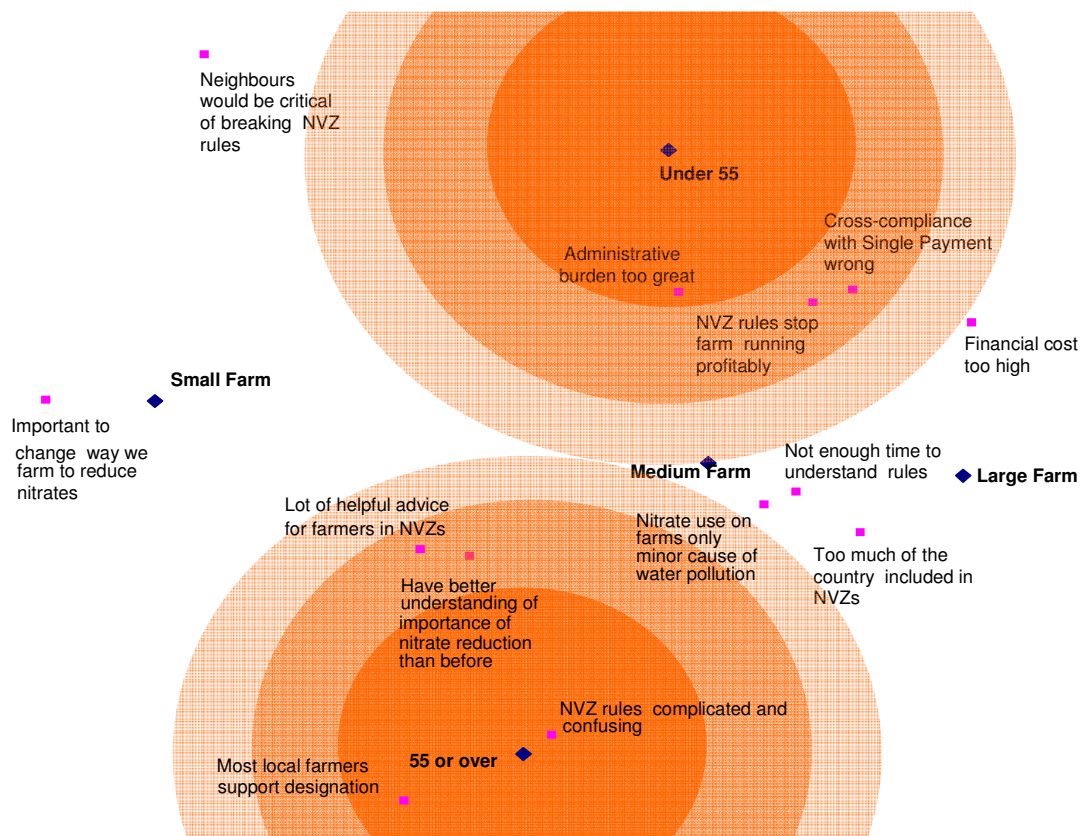 Neighbours
would be critical
of breaking NVZ
rules
Under 55
Cross-compliance
with Single Payment
wrong
Administrative
burden too great
NVZ rules stop
farm running
profitably
Financial cost
too high
Small Farm
Important to
change way we
farm to reduce
nitrates
Medium Farm
Not enough time to
understand rules
Large Farm
Lot of helpful advice
for farmers in NVZs
Nitrate use on
farms only
minor cause of
water pollution
Too much of the
country included in
NVZs
Have better
understanding of
importance of
nitrate reduction
than before
NVZ rules complicated and
confusing
55 or over
Most local farmers
support designation